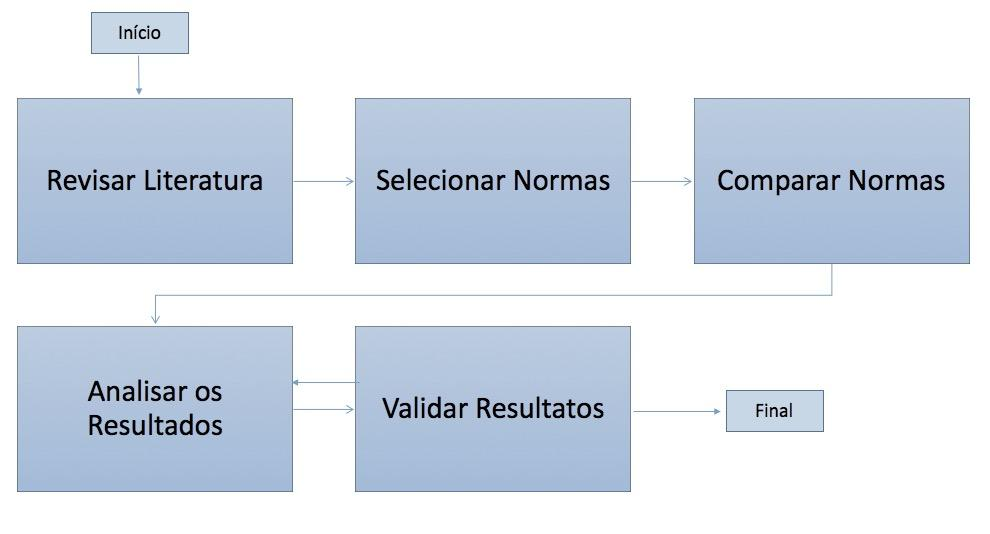 Início
Revisar Literatura
Selecionar Normas
Comparar Normas
Analisar os
Resultados
Validar Resultatos
Final